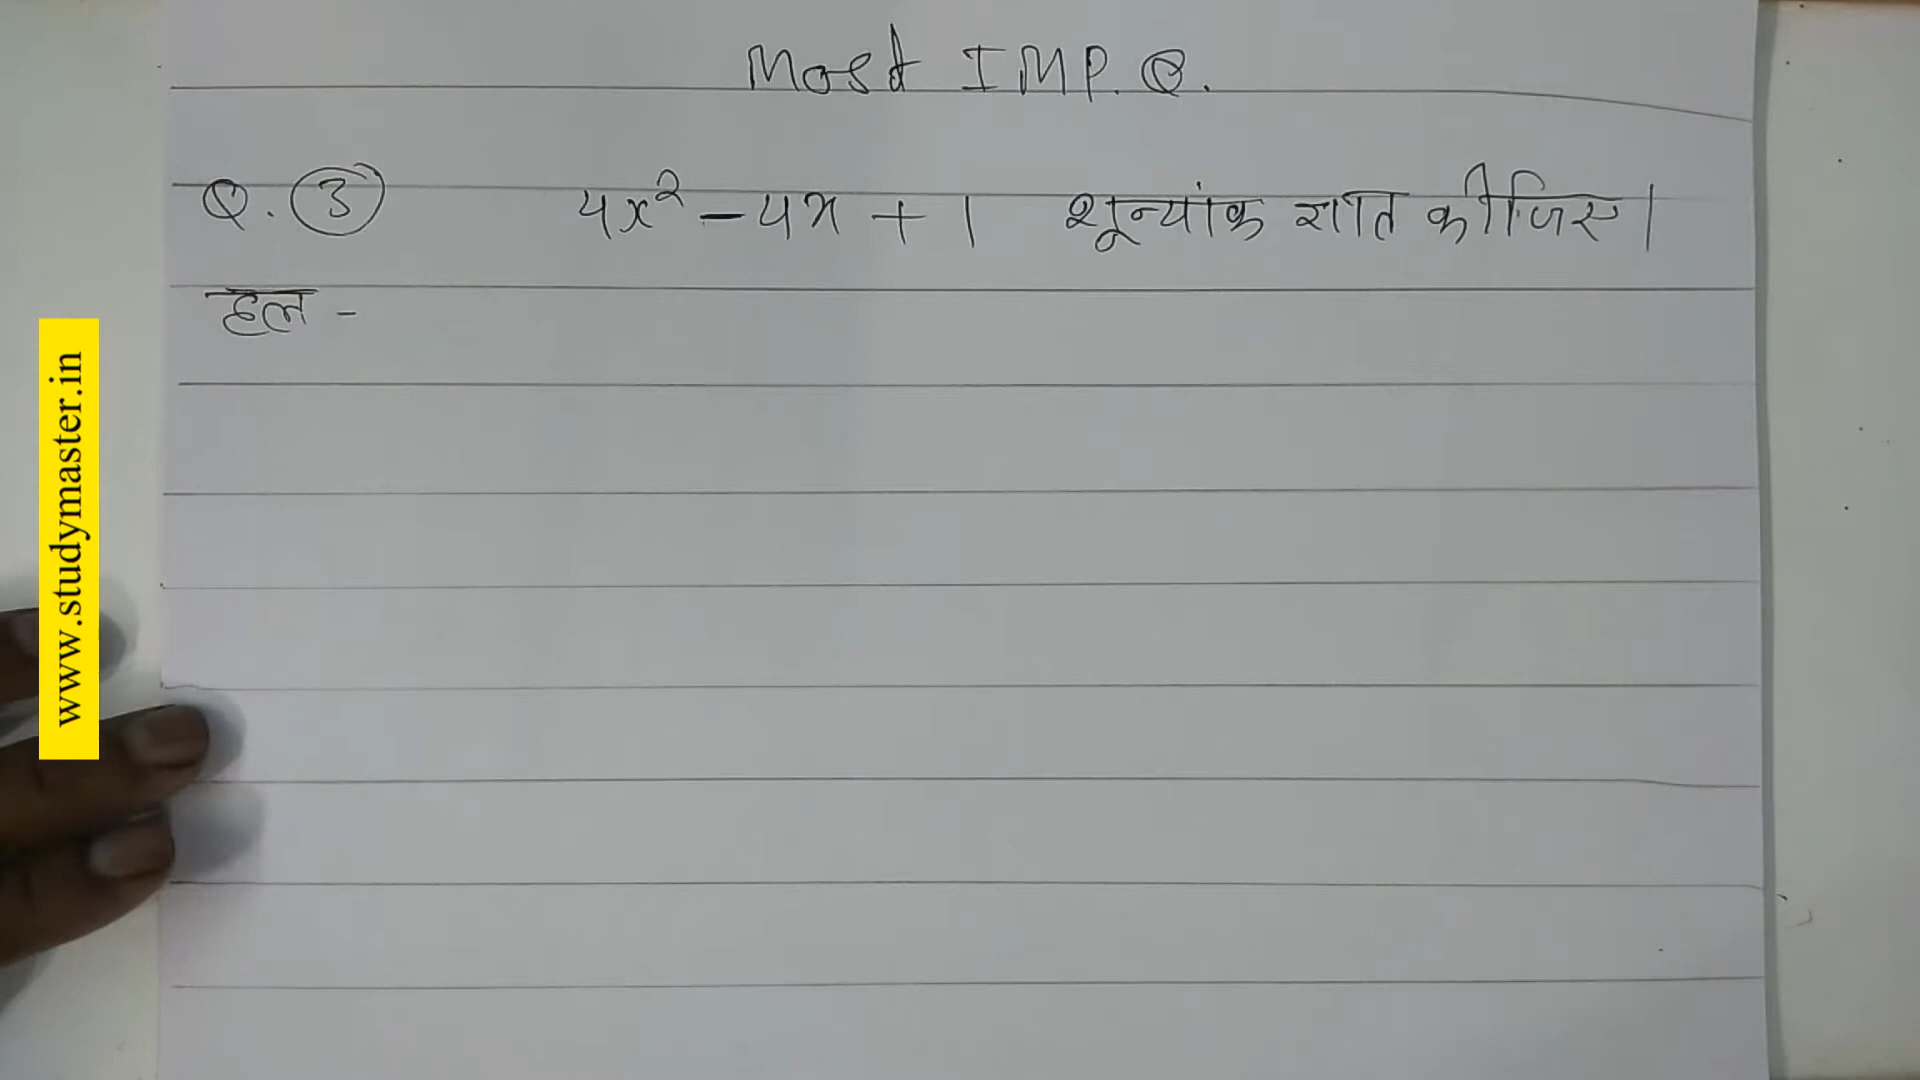 Most IMP. Q.
Q. 3 4x² - 4x + 1 शून्यांक ज्ञात कीजिए।
हल -
www.studymaster.in